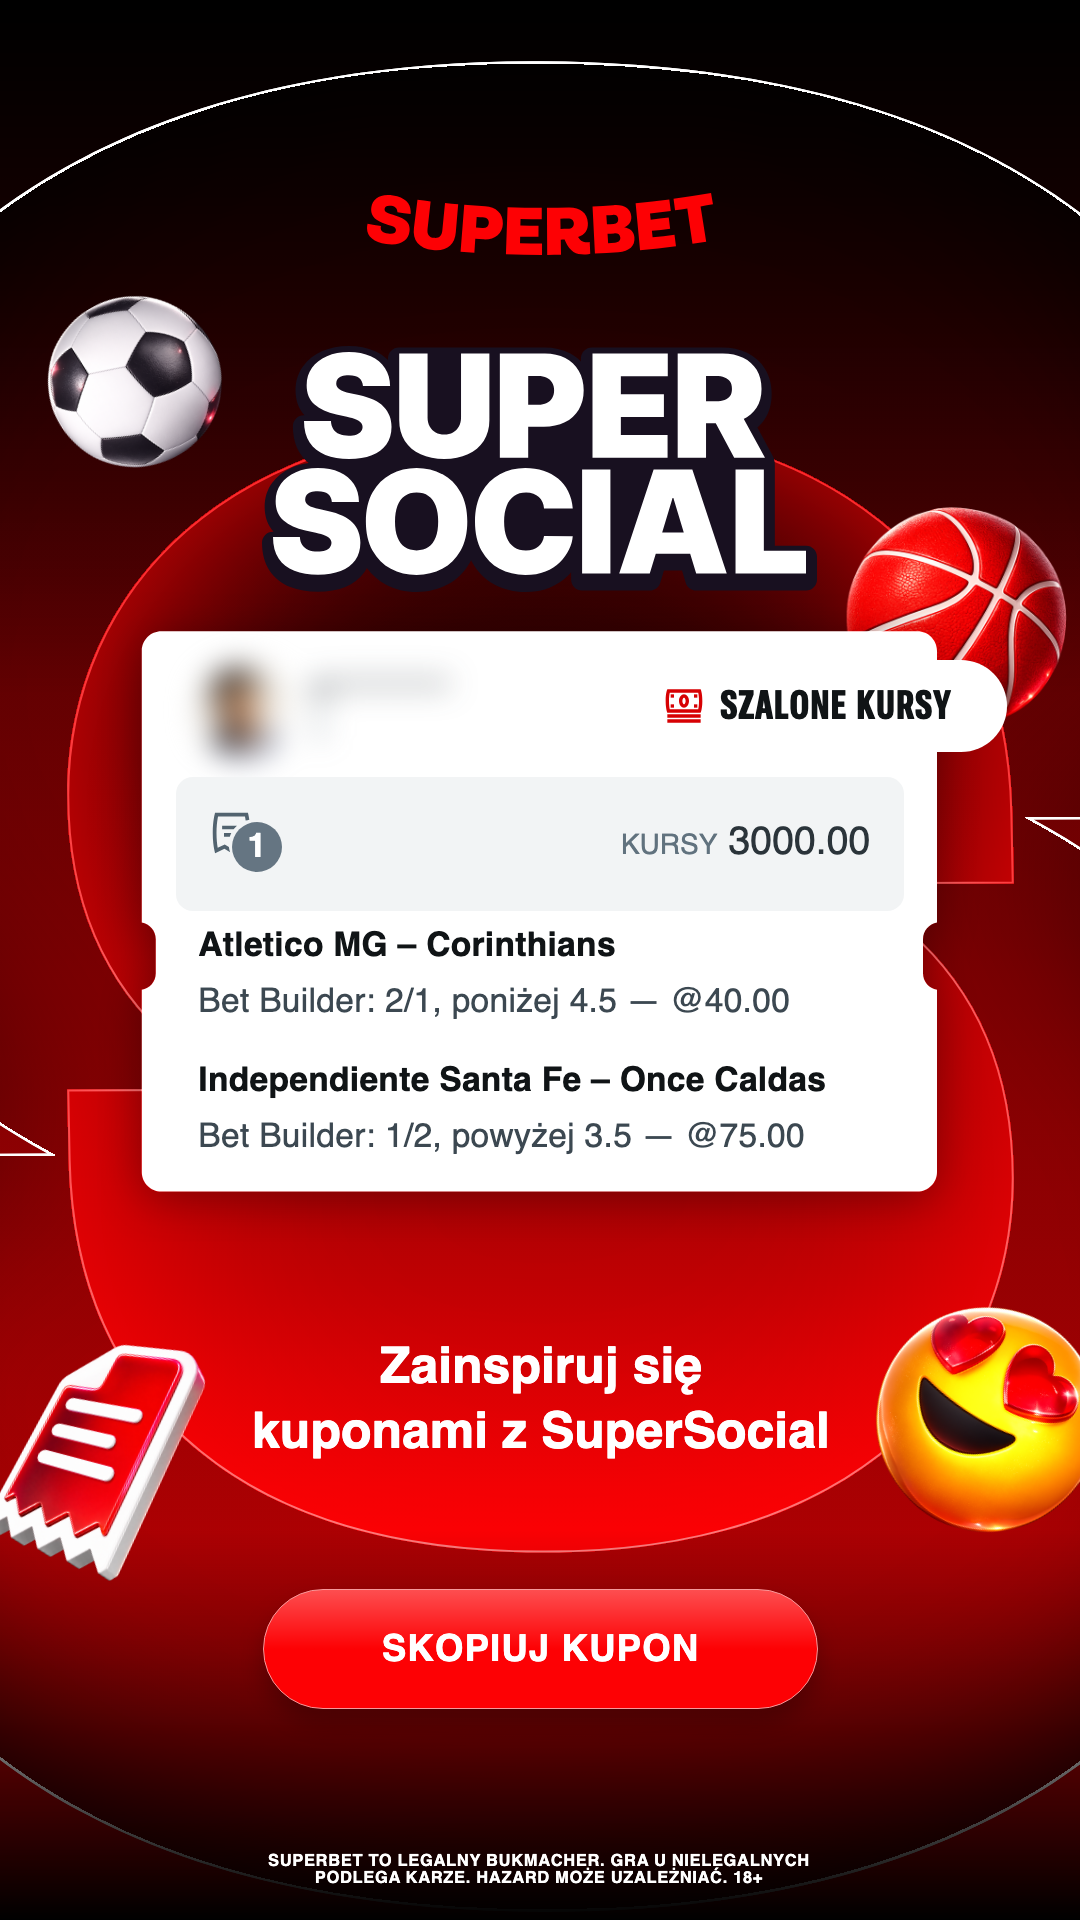 SUPERBET
SUPER
SOCIAL
SZALONE KURSY
1
KURSY 3000.00
Atletico MG – Corinthians
Bet Builder: 2/1, poniżej 4.5 — @40.00
Independiente Santa Fe – Once Caldas
Bet Builder: 1/2, powyżej 3.5 — @75.00
Zainspiruj się
kuponami z SuperSocial
SKOPIUJ KUPON
SUPERBET TO LEGALNY BUKMACHER. GRA U NIELEGALNYCH
PODLEGA KARZE. HAZARD MOŻE UZALEŻNIAĆ. 18+